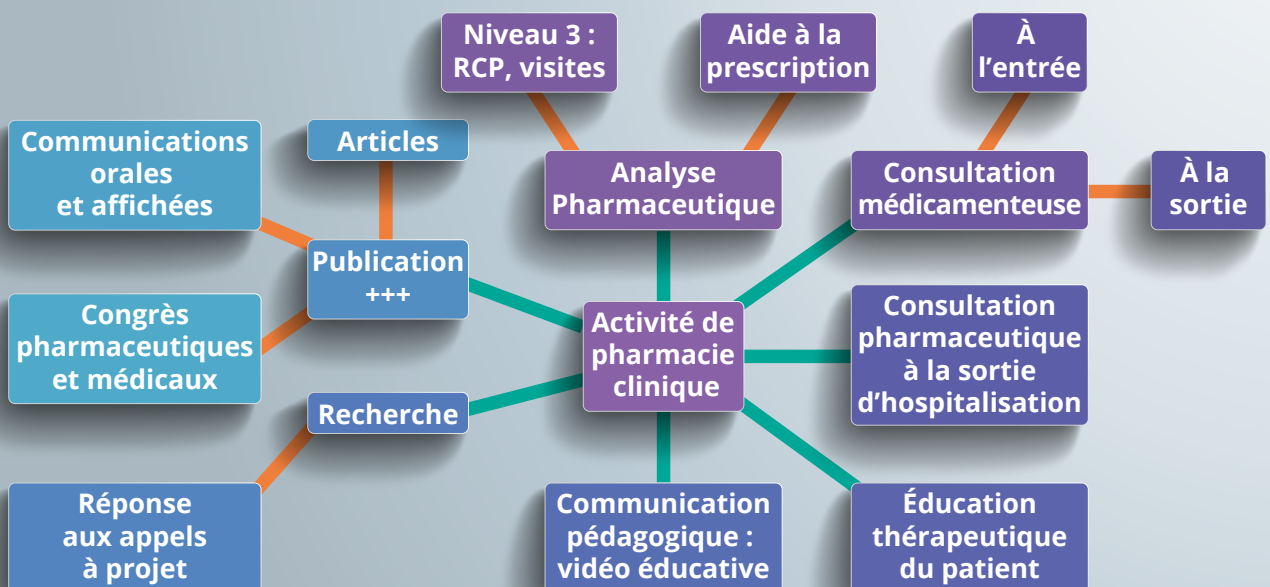 Niveau 3 :
RCP, visites
Aide à la
prescription
À
l'entrée
Communications
orales
et affichées
Articles
Analyse
Pharmaceutique
Consultation
médicamenteuse
À la
sortie
Publication
+++
Congrès
pharmaceutiques
et médicaux
Activité de
pharmacie
clinique
Consultation
pharmaceutique
à la sortie
d'hospitalisation
Recherche
Réponse
aux appels
à projet
Communication
pédagogique :
vidéo éducative
Éducation
thérapeutique
du patient